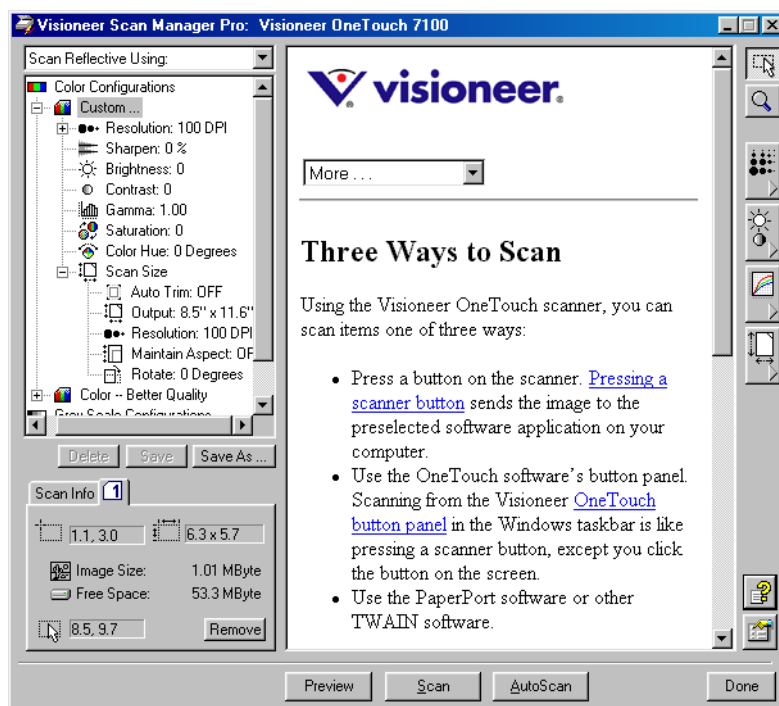 Visioneer Scan Manager Pro: Visioneer OneTouch 7100
Scan Reflective Using:
Color Configurations
Custom ...
Resolution: 100 DPI
Sharpen: 0 %
Brightness: 0
Contrast: 0
Gamma: 1.00
Saturation: 0
Color Hue: 0 Degrees
Scan Size
Auto Trim: OFF
Output: 8.5" x 11.6"
Resolution: 100 DPI
Maintain Aspect: OF
Rotate: 0 Degrees
Color -- Better Quality
Gray Scale Configurations
Delete
Save
Save As ...
Scan Info 1
1.1, 3.0
6.3 x 5.7
Image Size: 1.01 MByte
Free Space: 53.3 MByte
8.5, 9.7
Remove
visioneer.
More . . .
Three Ways to Scan
Using the Visioneer OneTouch scanner, you can
scan items one of three ways:
• Press a button on the scanner. Pressing a
scanner button sends the image to the
preselected software application on your
computer.
• Use the OneTouch software’s button panel.
Scanning from the Visioneer OneTouch
button panel in the Windows taskbar is like
pressing a scanner button, except you click
the button on the screen.
• Use the PaperPort software or other
TWAIN software.
Preview
Scan
AutoScan
Done